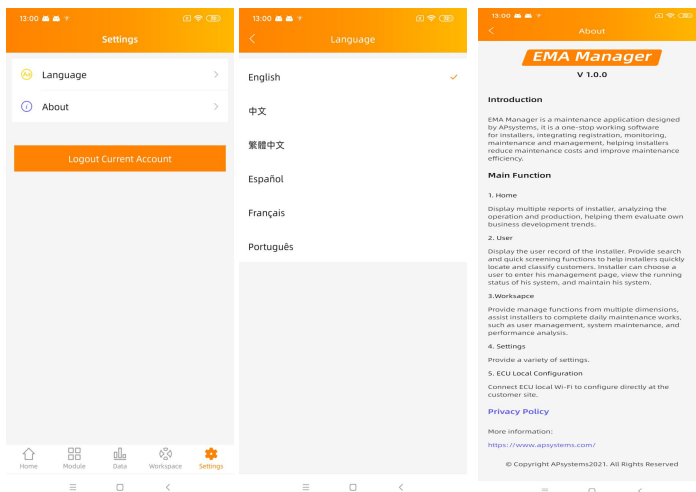 13:00
Settings
Language
About
Logout Current Account
Home
Module
Data
Workspace
Settings
13:00
Language
English
中文
繁體中文
Español
Français
Português
13:00
About
EMA Manager
V 1.0.0
Introduction
EMA Manager is a maintenance application designed
by APsystems, it is a one-stop working software
for installers, integrating registration, monitoring,
maintenance and management, helping installers
reduce maintenance costs and improve maintenance
efficiency.
Main Function
1. Home
Display multiple reports of installer, analyzing the
operation and production, helping them evaluate own
business development trends.
2. User
Display the user record of the installer. Provide search
and quick screening functions to help installers quickly
locate and classify customers. Installer can choose a
user to enter his management page, view the running
status of his system, and maintain his system.
3.Worksapce
Provide manage functions from multiple dimensions,
assist installers to complete daily maintenance works,
such as user management, system maintenance, and
performance analysis.
4. Settings
Provide a variety of settings.
5. ECU Local Configuration
Connect ECU local Wi-Fi to configure directly at the
customer site.
Privacy Policy
More information:
https://www.apsystems.com/
© Copyright APsystems2021. All Rights Reserved